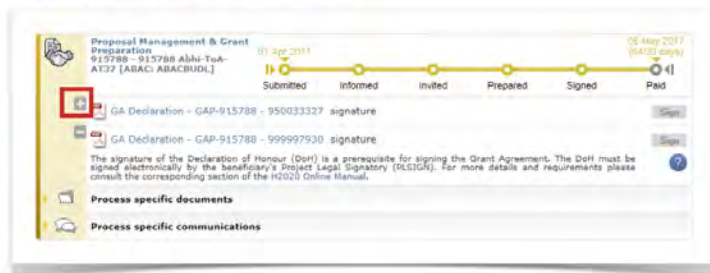 Proposal Management & Grant
Preparation
915788 - 915788 Abhi-ToA-
AT37 [ABAC: ABACBUDL]
01 Apr 2017
06 May 2017
(64/30 days)
Submitted Informed Invited Prepared Signed Paid
GA Declaration - GAP-915788 - 950033327 signature Sign
GA Declaration - GAP-915788 - 999997930 signature Sign
The signature of the Declaration of Honour (DoH) is a prerequisite for signing the Grant Agreement. The DoH must be
signed electronically by the beneficiary's Project Legal Signatory (PLSIGN). For more details and requirements please
consult the corresponding section of the H2020 Online Manual.
Process specific documents
Process specific communications